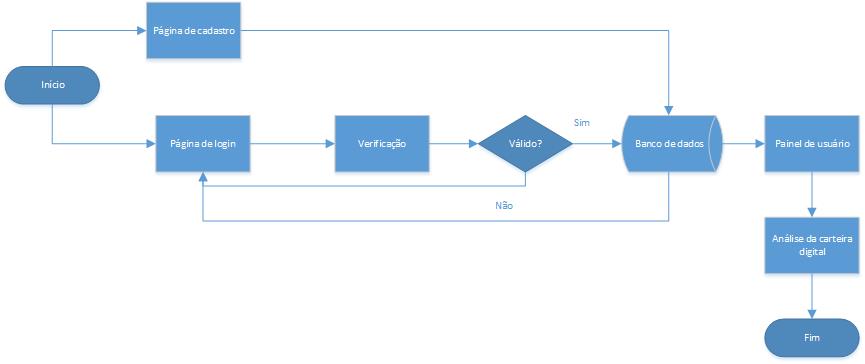 Página de cadastro
Início
Sim
Página de login
Verificação
Válido?
Banco de dados
Painel de usuário
Não
Análise da carteira
digital
Fim